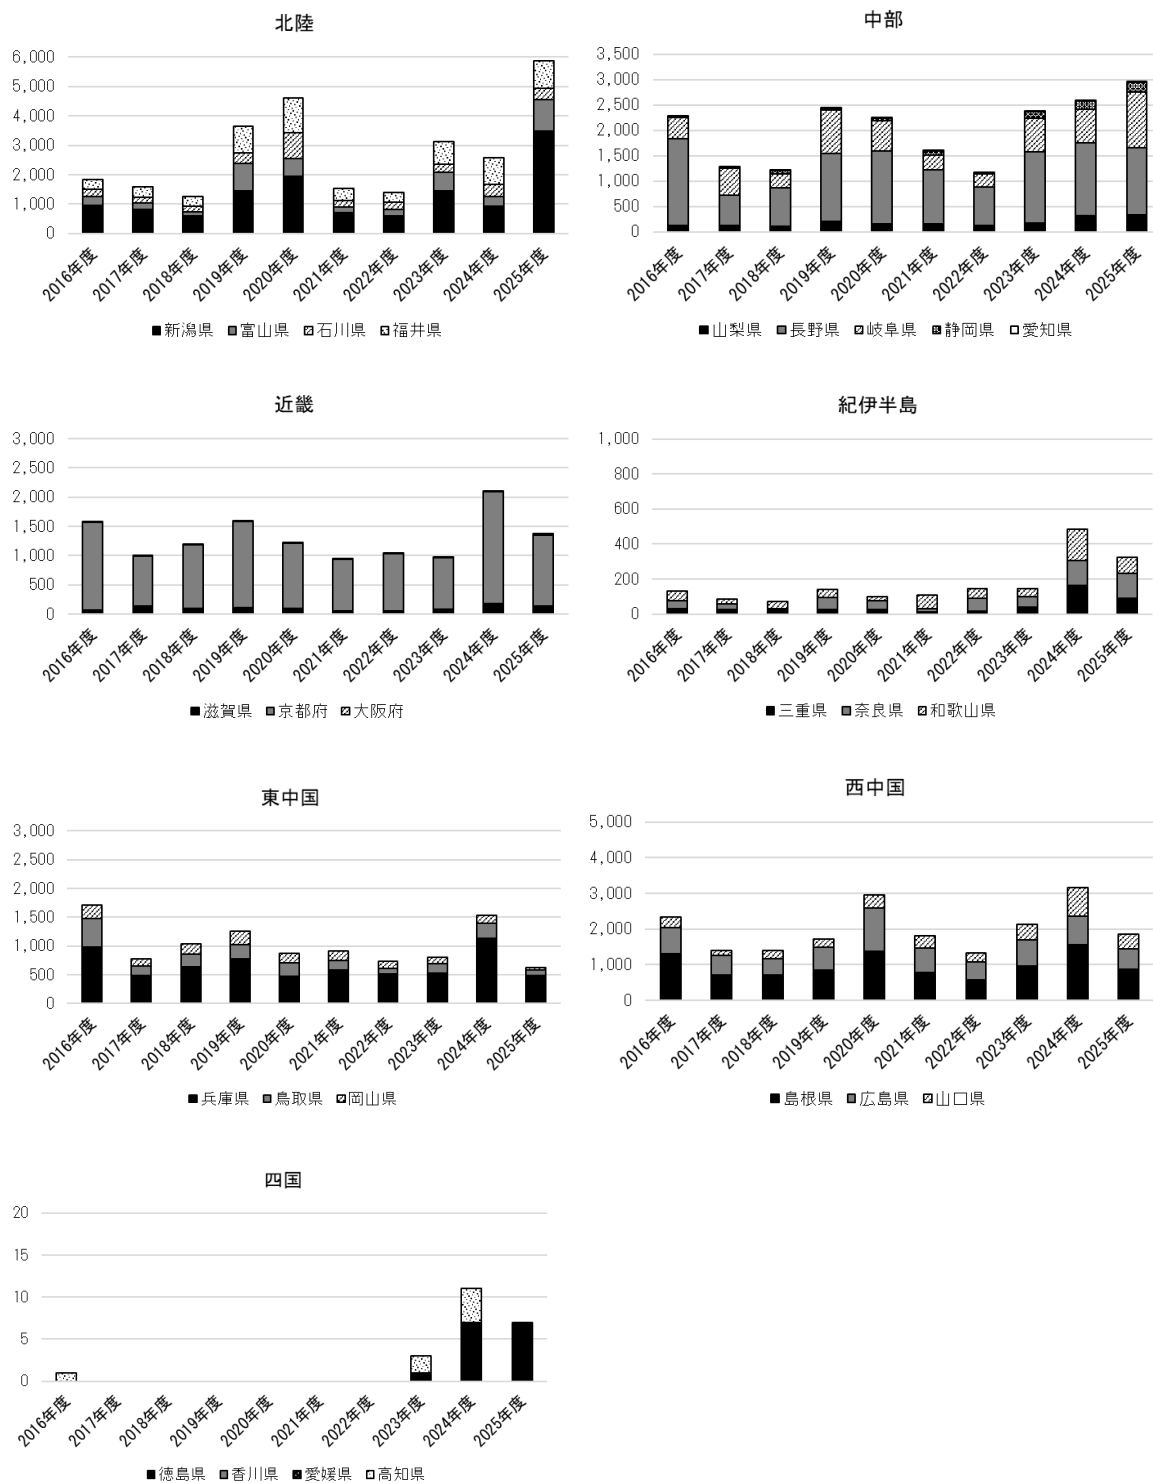 北陸
6,000
5,000
4,000
3,000
2,000
1,000
0
2016年度 2017年度 2018年度 2019年度 2020年度 2021年度 2022年度 2023年度 2024年度 2025年度
■新潟県 ■富山県 □石川県 □福井県
中部
3,500
3,000
2,500
2,000
1,500
1,000
500
0
2016年度 2017年度 2018年度 2019年度 2020年度 2021年度 2022年度 2023年度 2024年度 2025年度
■山梨県 ■長野県 □岐阜県 ■静岡県 □愛知県
近畿
3,000
2,500
2,000
1,500
1,000
500
0
2016年度 2017年度 2018年度 2019年度 2020年度 2021年度 2022年度 2023年度 2024年度 2025年度
■滋賀県 ■京都府 □大阪府
紀伊半島
1,000
800
600
400
200
0
2016年度 2017年度 2018年度 2019年度 2020年度 2021年度 2022年度 2023年度 2024年度 2025年度
■三重県 ■奈良県 □和歌山県
東中国
3,000
2,500
2,000
1,500
1,000
500
0
2016年度 2017年度 2018年度 2019年度 2020年度 2021年度 2022年度 2023年度 2024年度 2025年度
■兵庫県 ■鳥取県 □岡山県
西中国
5,000
4,000
3,000
2,000
1,000
0
2016年度 2017年度 2018年度 2019年度 2020年度 2021年度 2022年度 2023年度 2024年度 2025年度
■島根県 ■広島県 □山口県
四国
20
15
10
5
0
2016年度 2017年度 2018年度 2019年度 2020年度 2021年度 2022年度 2023年度 2024年度 2025年度
■徳島県 ■香川県 ■愛媛県 □高知県